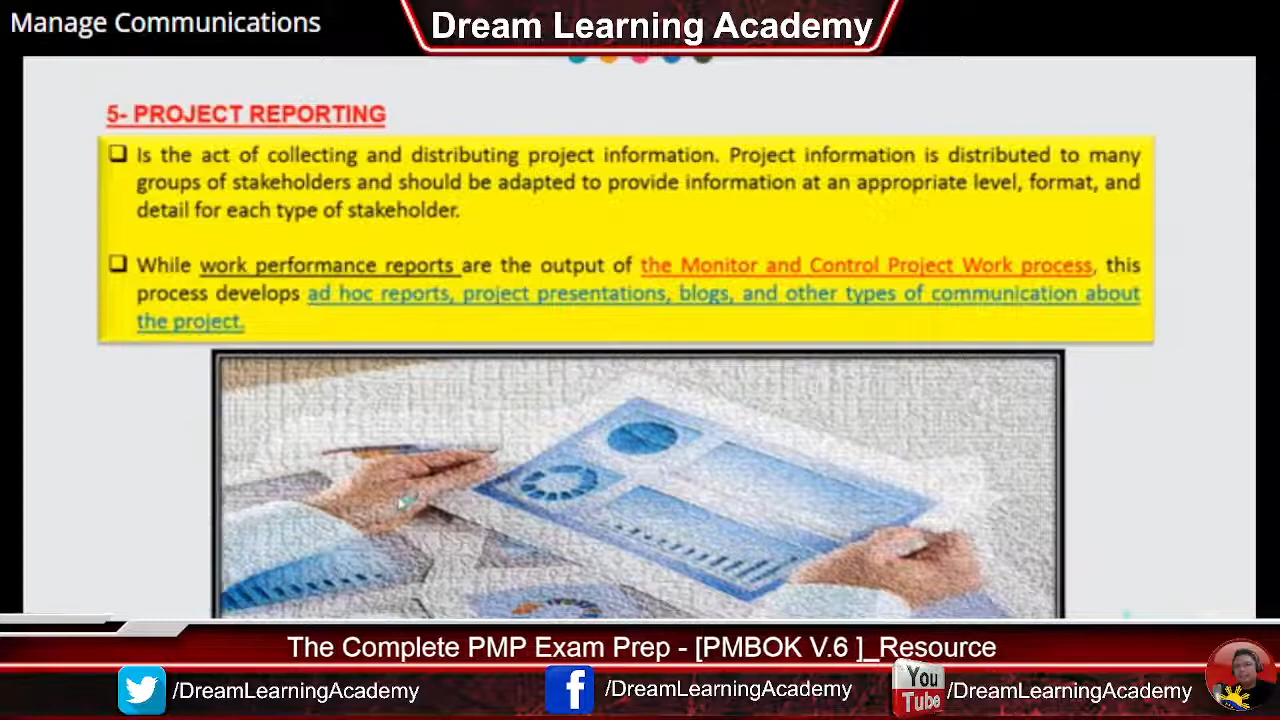 Manage Communications
Dream Learning Academy
5- PROJECT REPORTING
❑ Is the act of collecting and distributing project information. Project information is distributed to many
groups of stakeholders and should be adapted to provide information at an appropriate level, format, and
detail for each type of stakeholder.
❑ While work performance reports are the output of the Monitor and Control Project Work process, this
process develops ad hoc reports, project presentations, blogs, and other types of communication about
the project.
The Complete PMP Exam Prep - [PMBOK V.6 ]_Resource
/DreamLearningAcademy
/DreamLearningAcademy
You
Tube
/DreamLearningAcademy